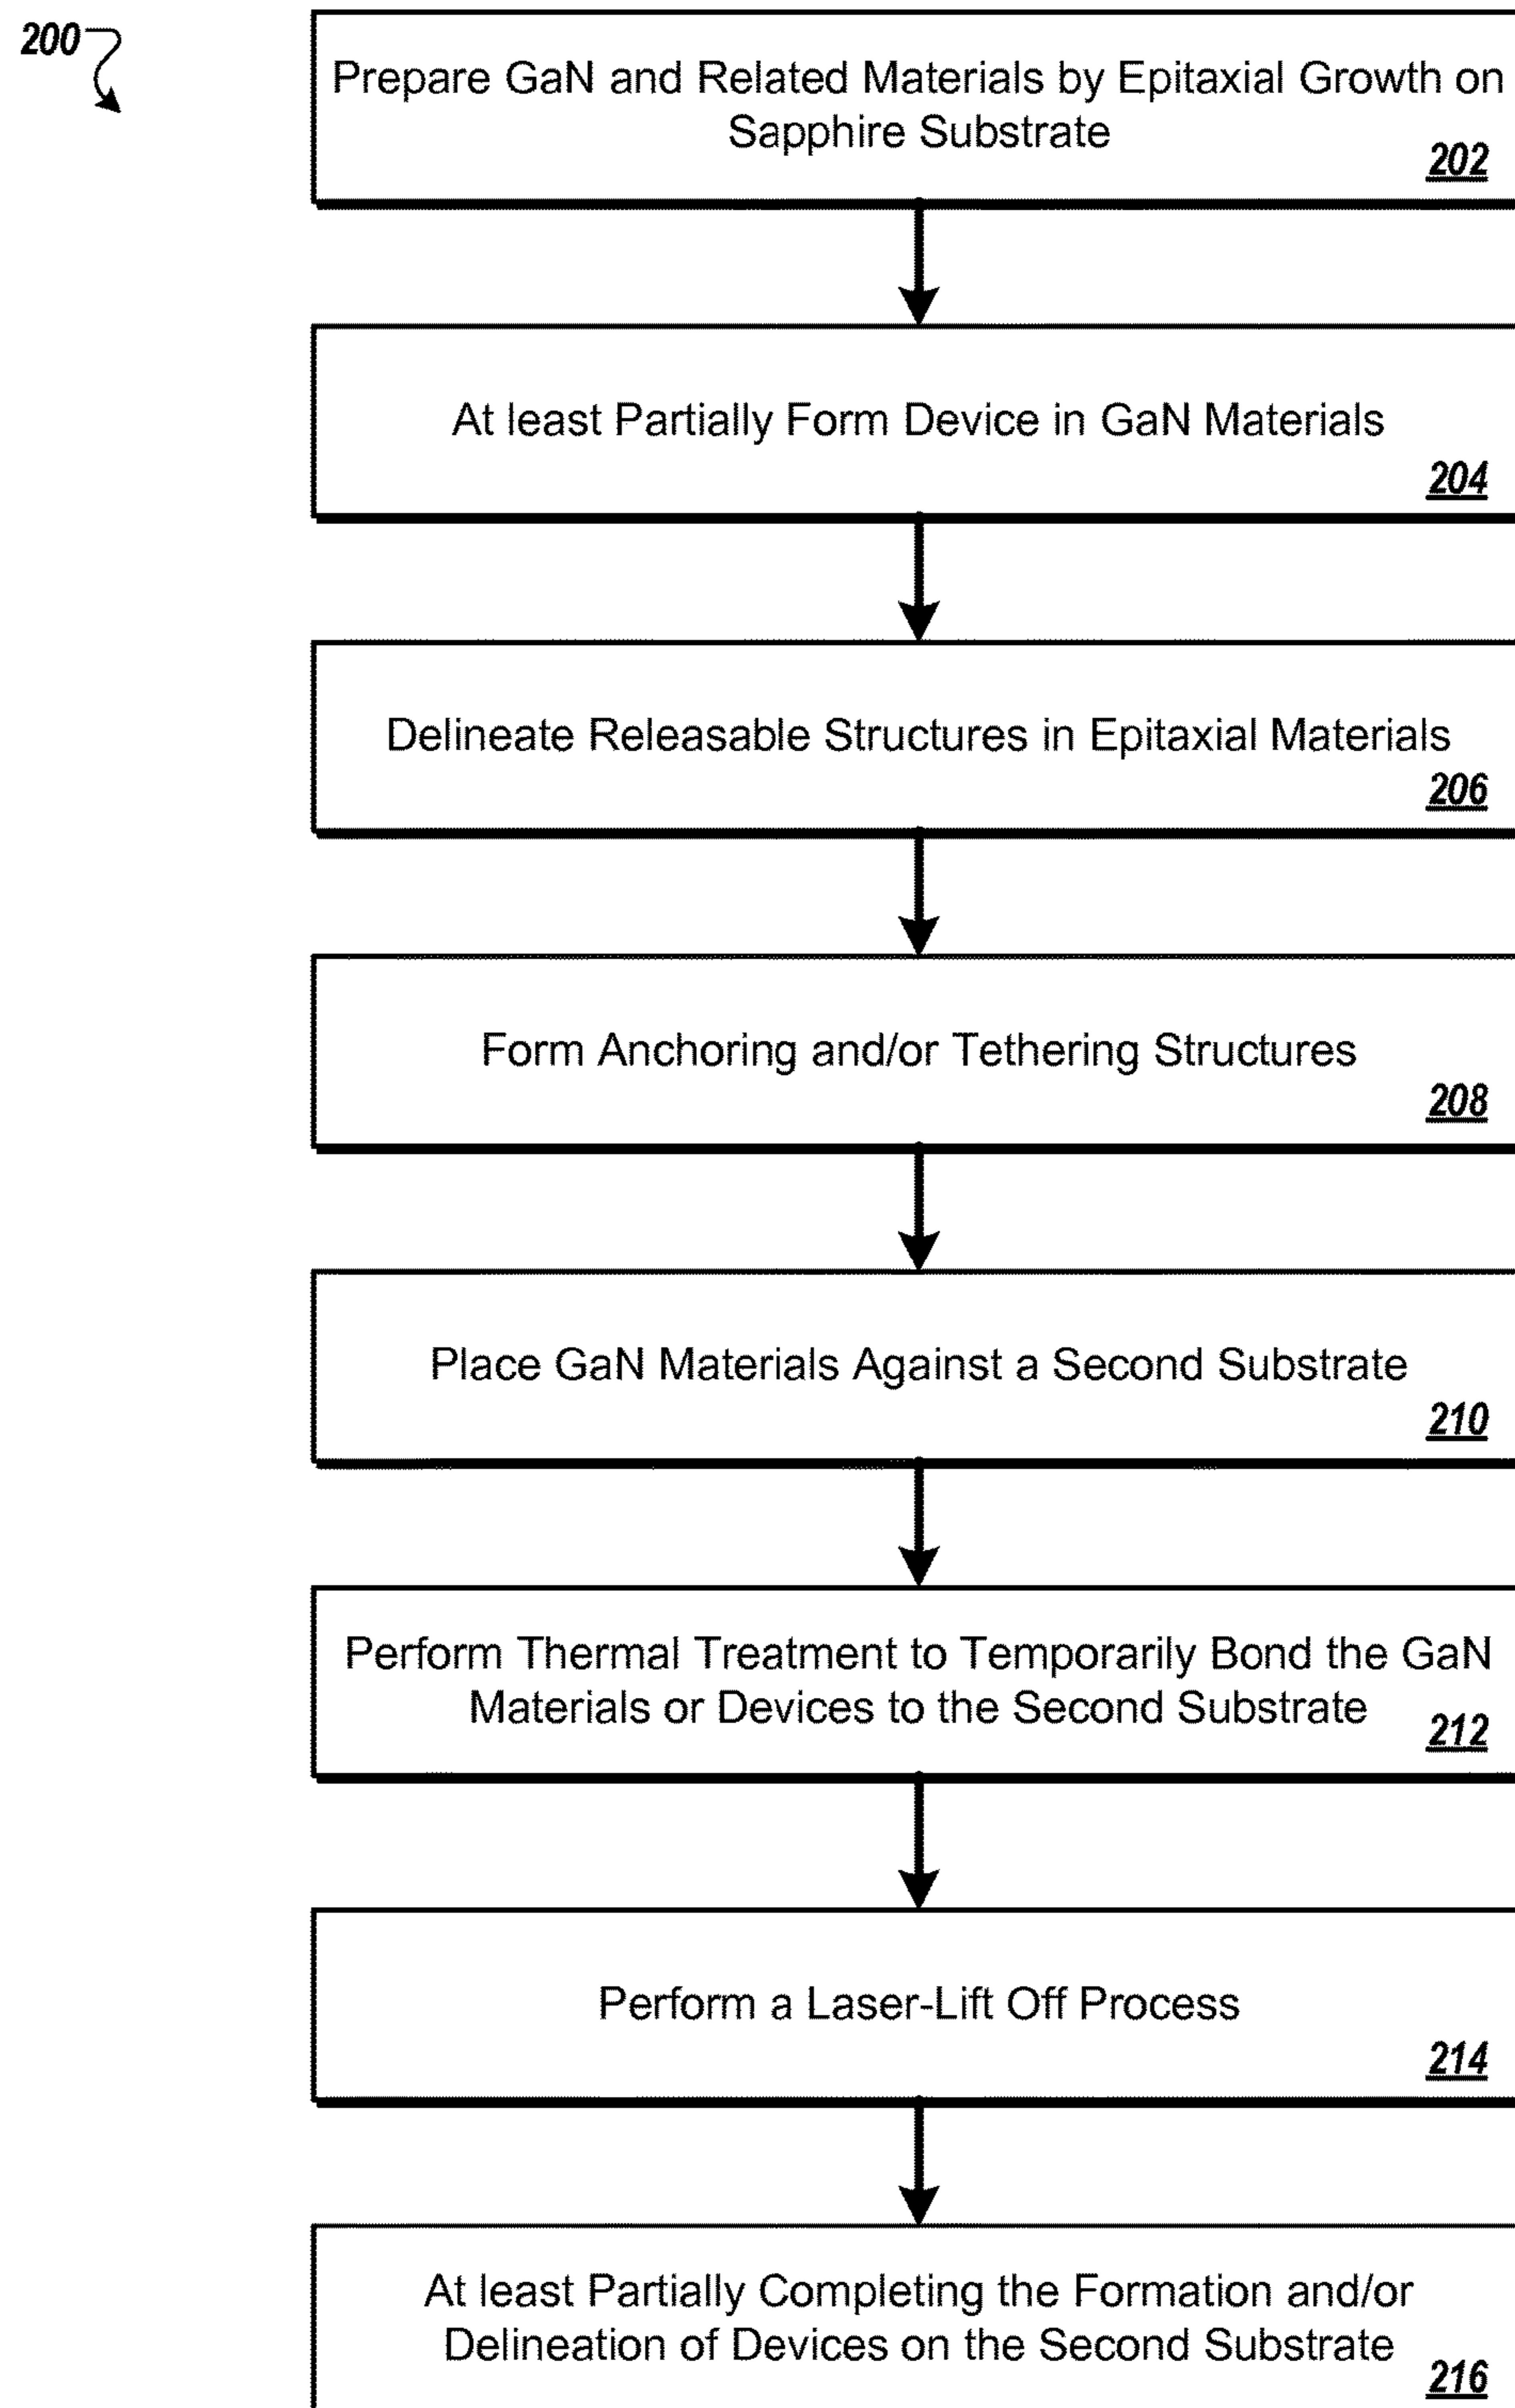 200
Prepare GaN and Related Materials by Epitaxial Growth on
Sapphire Substrate
202
At least Partially Form Device in GaN Materials
204
Delineate Releasable Structures in Epitaxial Materials
206
Form Anchoring and/or Tethering Structures
208
Place GaN Materials Against a Second Substrate
210
Perform Thermal Treatment to Temporarily Bond the GaN
Materials or Devices to the Second Substrate
212
Perform a Laser-Lift Off Process
214
At least Partially Completing the Formation and/or
Delineation of Devices on the Second Substrate
216